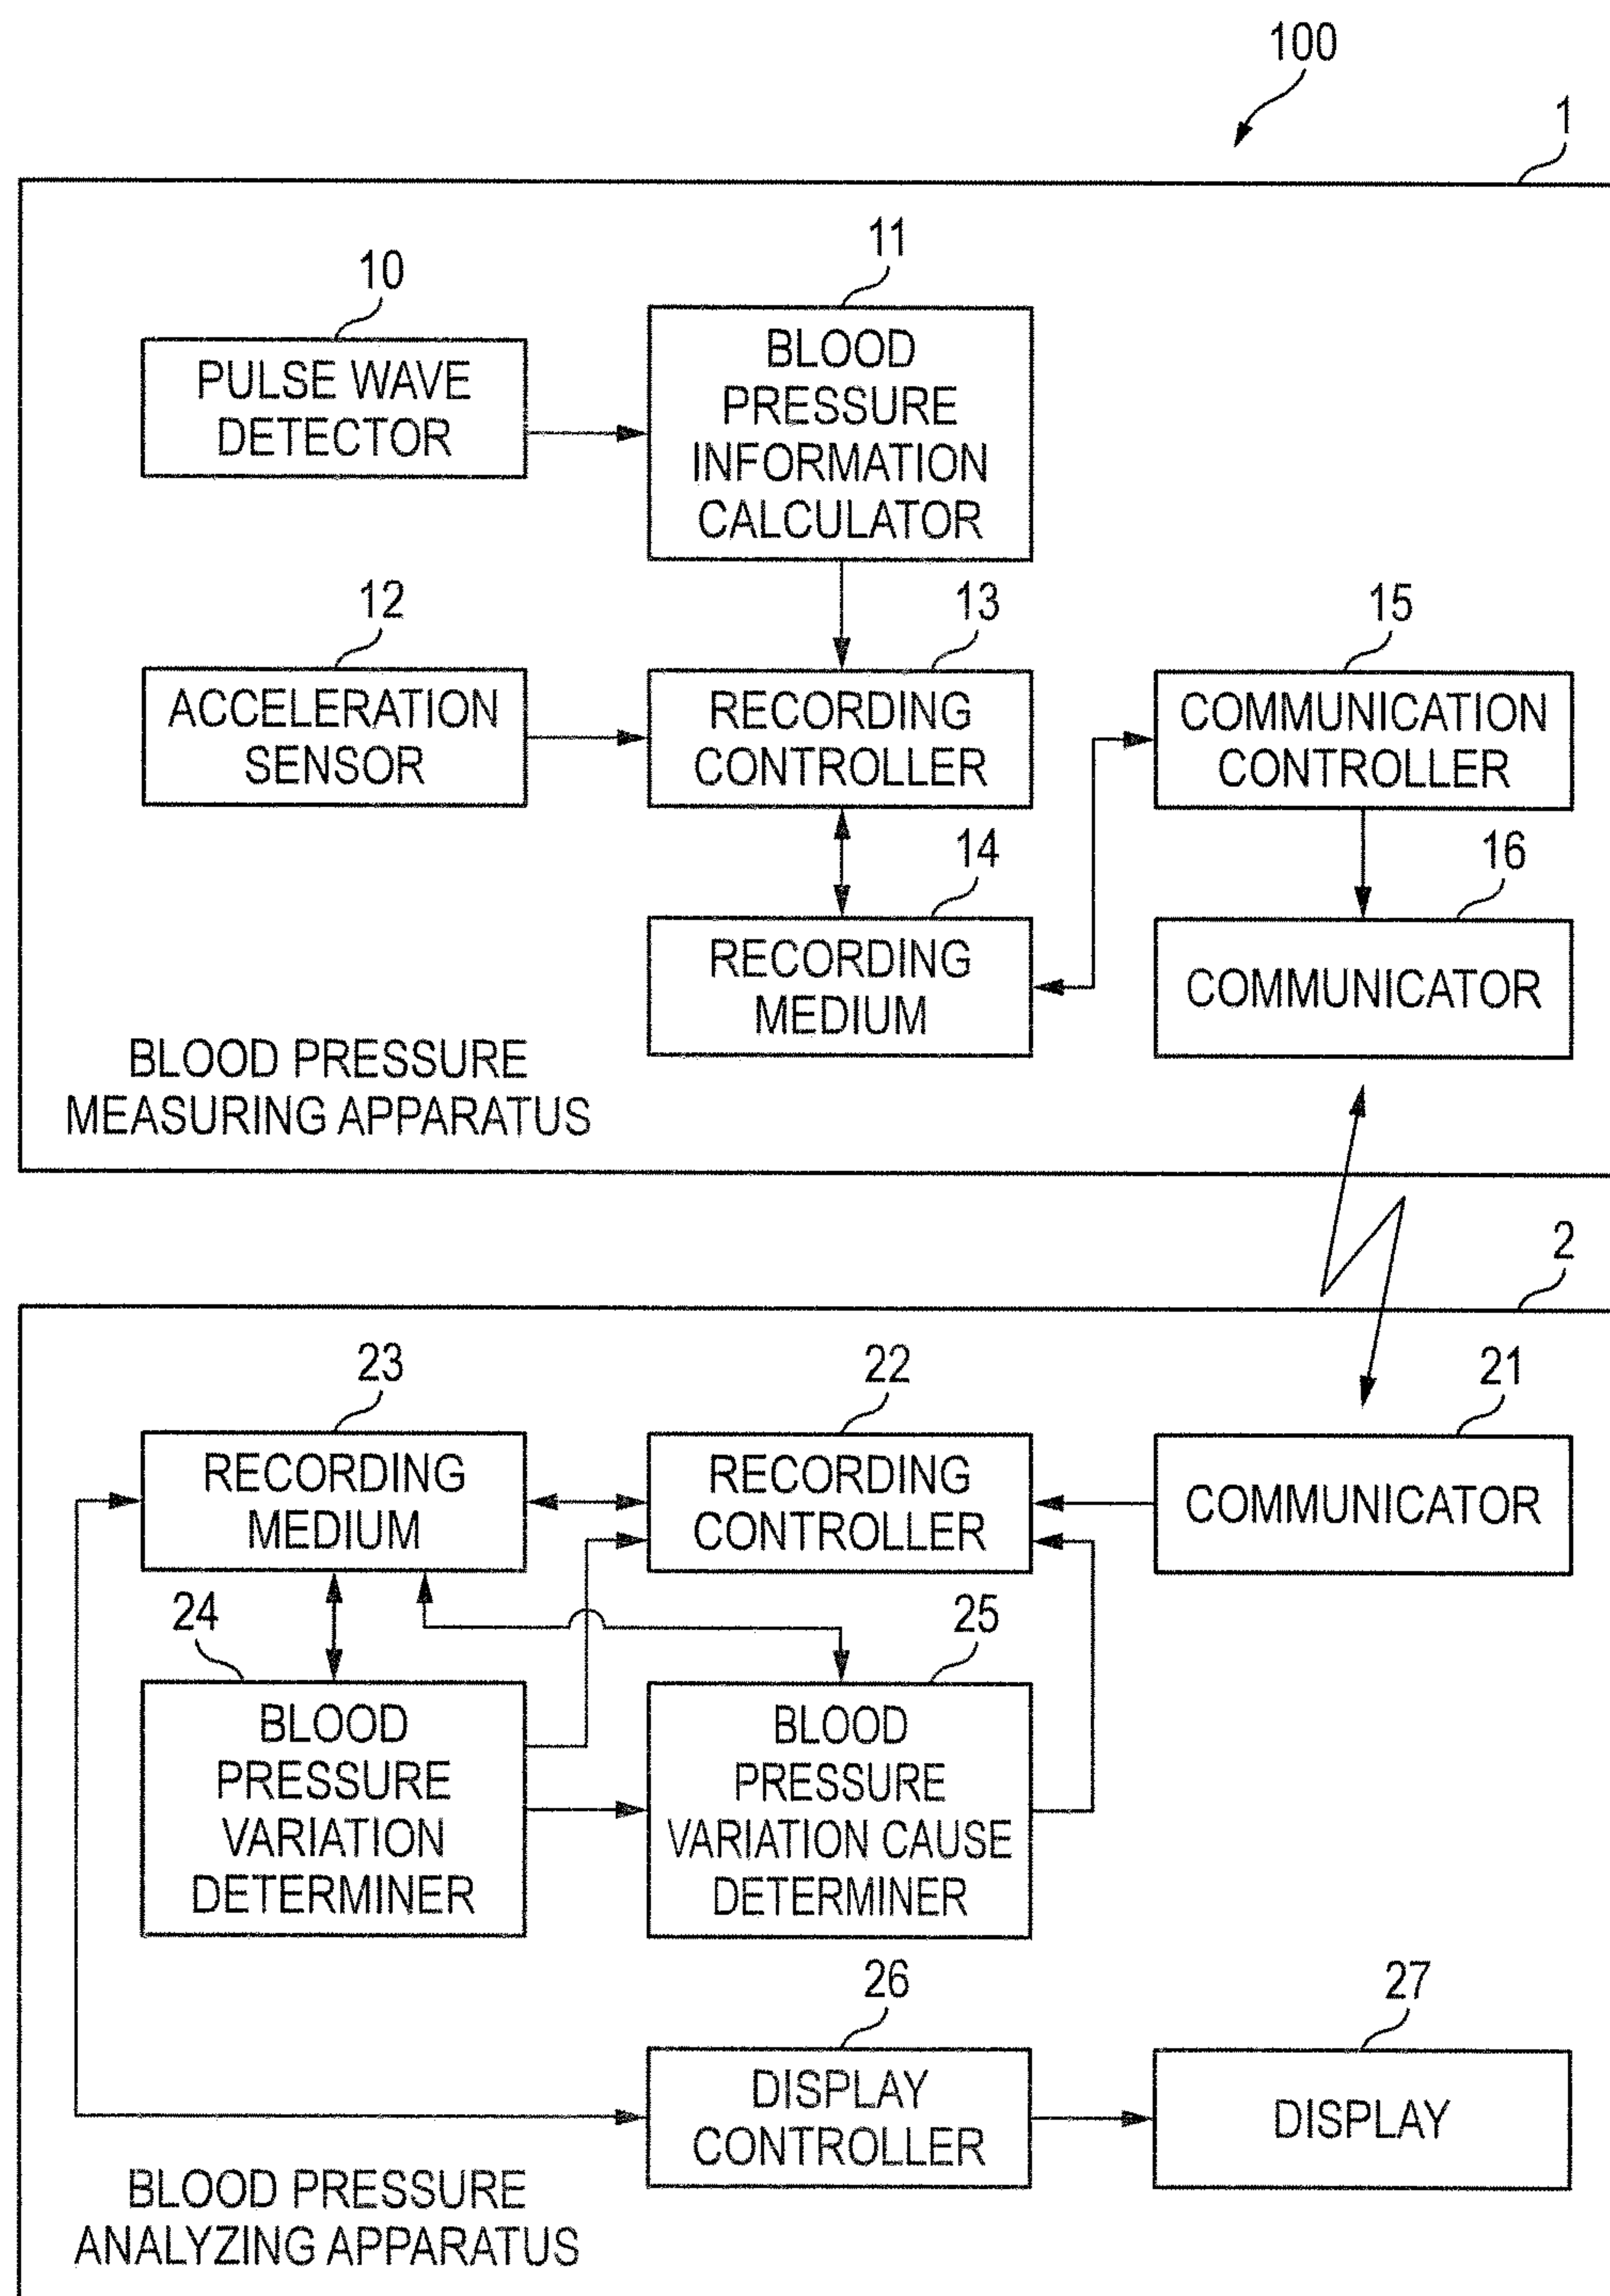 100
1
10
PULSE WAVE
DETECTOR
11
BLOOD
PRESSURE
INFORMATION
CALCULATOR
12
ACCELERATION
SENSOR
13
RECORDING
CONTROLLER
15
COMMUNICATION
CONTROLLER
14
RECORDING
MEDIUM
16
COMMUNICATOR
BLOOD PRESSURE
MEASURING APPARATUS
2
23
RECORDING
MEDIUM
22
RECORDING
CONTROLLER
21
COMMUNICATOR
24
BLOOD
PRESSURE
VARIATION
DETERMINER
25
BLOOD
PRESSURE
VARIATION CAUSE
DETERMINER
26
DISPLAY
CONTROLLER
27
DISPLAY
BLOOD PRESSURE
ANALYZING APPARATUS